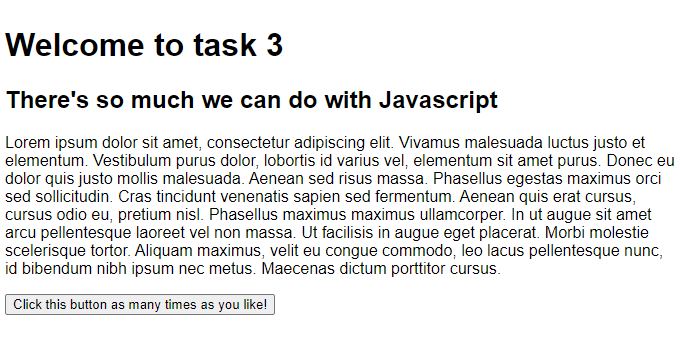 Welcome to task 3
There's so much we can do with Javascript
Lorem ipsum dolor sit amet, consectetur adipiscing elit. Vivamus malesuada luctus justo et
elementum. Vestibulum purus dolor, lobortis id varius vel, elementum sit amet purus. Donec eu
dolor quis justo mollis malesuada. Aenean sed risus massa. Phasellus egestas maximus orci
sed sollicitudin. Cras tincidunt venenatis sapien sed fermentum. Aenean quis erat cursus,
cursus odio eu, pretium nisl. Phasellus maximus maximus ullamcorper. In ut augue sit amet
arcu pellentesque laoreet vel non massa. Ut facilisis in augue eget placerat. Morbi molestie
scelerisque tortor. Aliquam maximus, velit eu congue commodo, leo lacus pellentesque nunc,
id bibendum nibh ipsum nec metus. Maecenas dictum porttitor cursus.
Click this button as many times as you like!